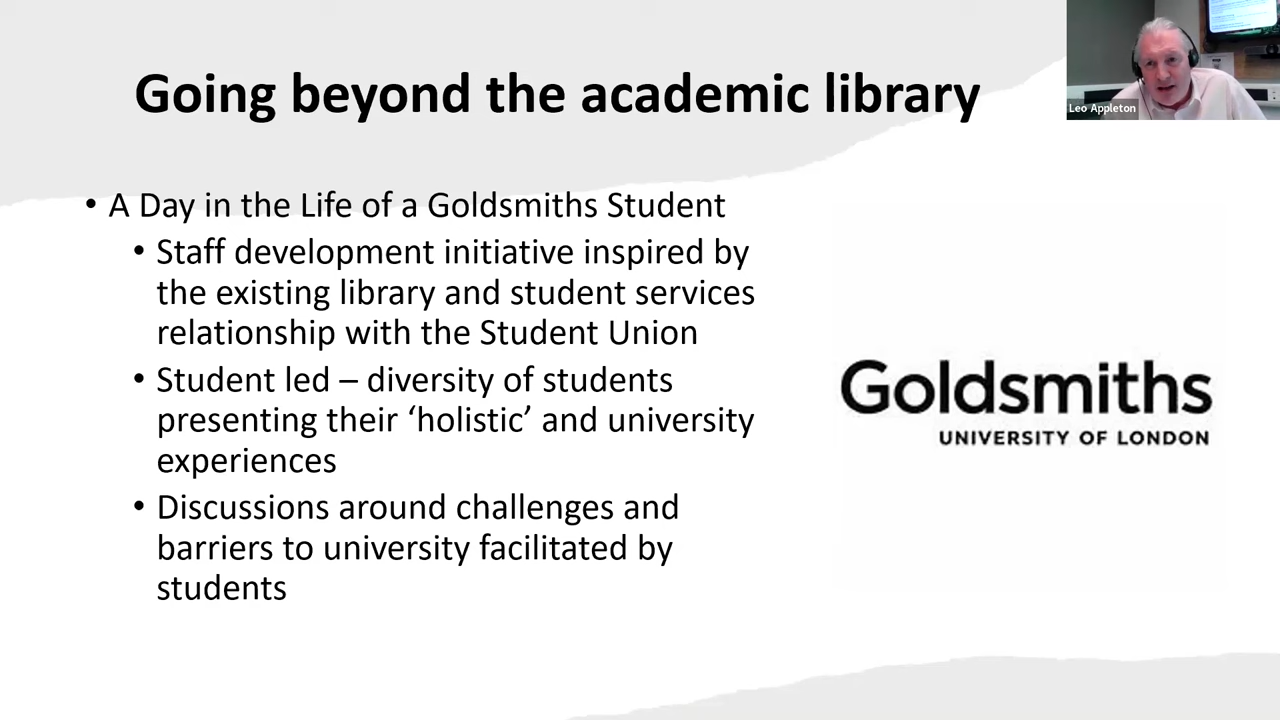 Going beyond the academic library
Leo Appleton
• A Day in the Life of a Goldsmiths Student
• Staff development initiative inspired by
the existing library and student services
relationship with the Student Union
• Student led – diversity of students
presenting their ‘holistic’ and university
experiences
• Discussions around challenges and
barriers to university facilitated by
students
Goldsmiths
UNIVERSITY OF LONDON